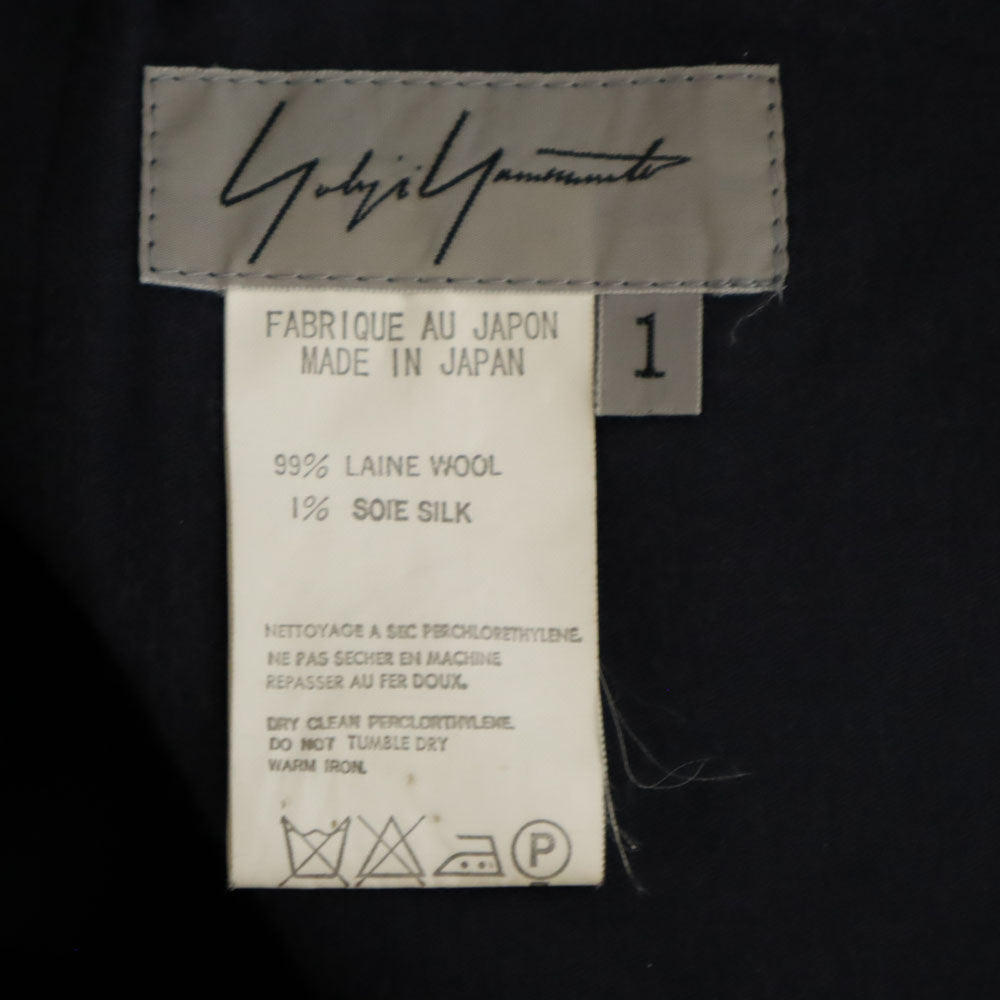 Yohji Yamamoto
FABRIQUE AU JAPON
MADE IN JAPAN
1
99% LAINE WOOL
1% SOIE SILK
NETTOYAGE A SEC PERCHLORETHYLENE.
NE PAS SECHER EN MACHINE
REPASSER AU FER DOUX.
DRY CLEAN PERCLORTHYLENE.
DO NOT TUMBLE DRY
WARM IRON.
P